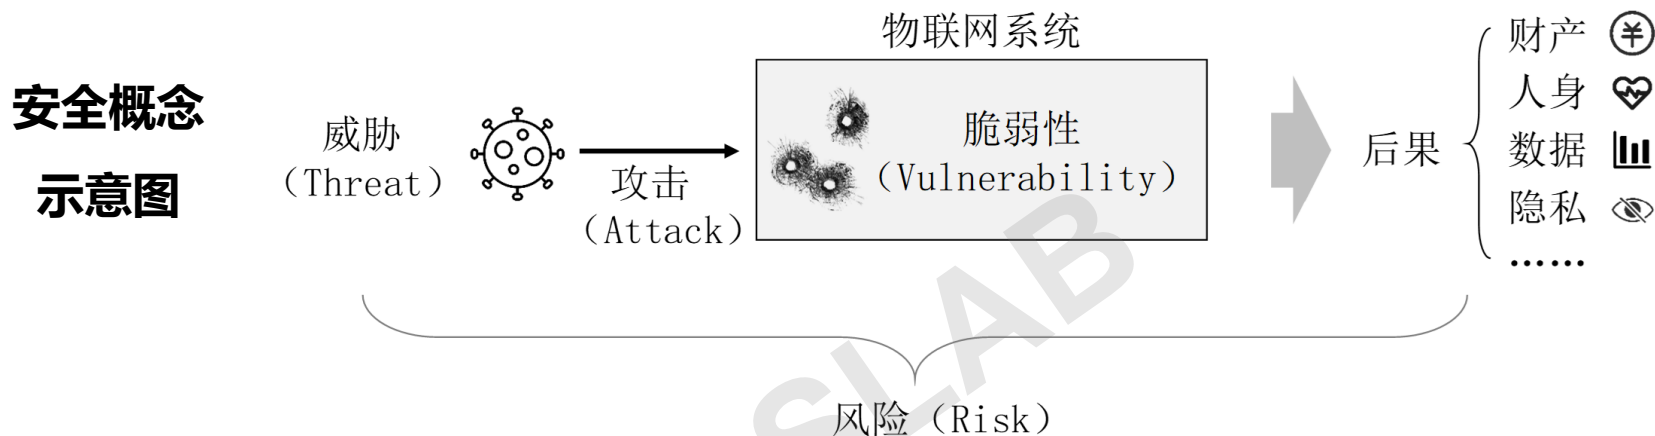 安全概念
示意图
威胁
(Threat)
攻击
(Attack)
物联网系统
脆弱性
(Vulnerability)
后果
财产
人身
数据
隐私
……
风险(Risk)
SLAB